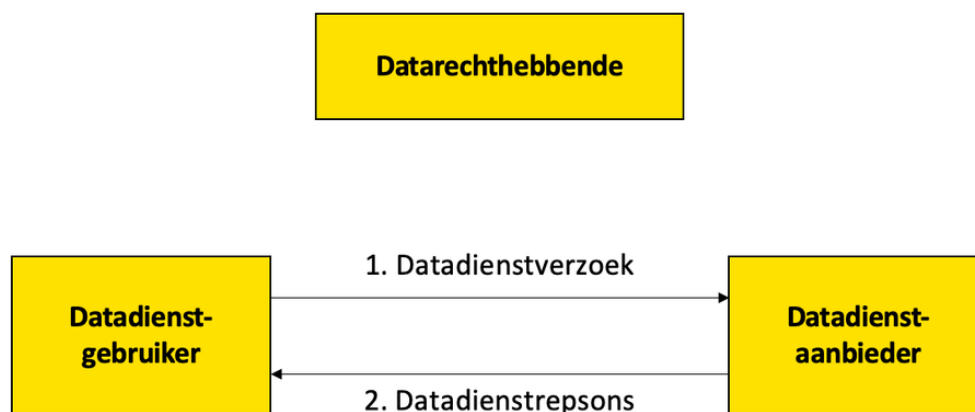 Datarechthebbende
1. Datadienstverzoek
Datadienst-
gebruiker
Datadienst-
aanbieder
2. Datadienstrepsons